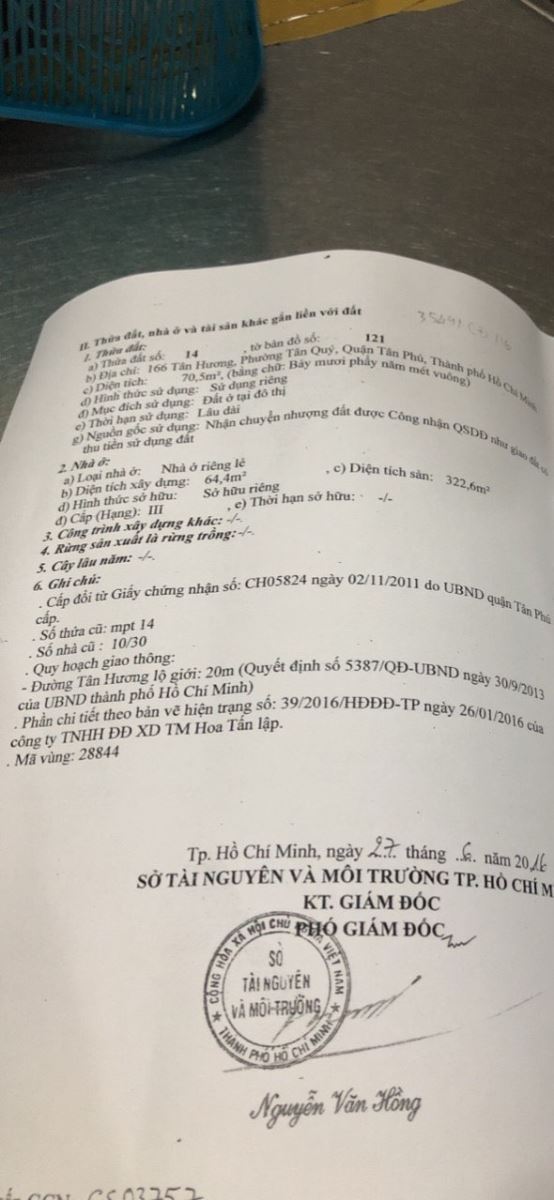 II. Thửa đất, nhà ở và tài sản khác gắn liền với đất
1. Thửa đất:
a) Thửa đất số: 14 , tờ bản đồ số: 121
b) Địa chỉ: 166 Tân Hương, Phường Tân Quý, Quận Tân Phú, Thành phố Hồ Chí Minh
c) Diện tích: 70,5m², (bằng chữ: Bảy mươi phẩy năm mét vuông)
d) Hình thức sử dụng: Sử dụng riêng
đ) Mục đích sử dụng: Đất ở tại đô thị
e) Thời hạn sử dụng: Lâu dài
g) Nguồn gốc sử dụng: Nhận chuyện nhượng đất được Công nhận QSDĐ như giao đất có
thu tiền sử dụng đất
2. Nhà ở:
a) Loại nhà ở: Nhà ở riêng lẻ
b) Diện tích xây dựng: 64,4m² , c) Diện tích sàn: 322,6m²
d) Hình thức sở hữu: Sở hữu riêng
đ) Cấp (Hạng): III , e) Thời hạn sở hữu: -/-
3. Công trình xây dựng khác: -/-.
4. Rừng sản xuất là rừng trồng: -/-.
5. Cây lâu năm: -/-.
6. Ghi chú:
. Cấp đổi từ Giấy chứng nhận số: CH05824 ngày 02/11/2011 do UBND quận Tân Phú
cấp.
. Số thửa cũ: mpt 14
. Số nhà cũ : 10/30
. Quy hoạch giao thông:
- Đường Tân Hương lộ giới: 20m (Quyết định số 5387/QĐ-UBND ngày 30/9/2013
của UBND thành phố Hồ Chí Minh)
. Phần chi tiết theo bản vẽ hiện trạng số: 39/2016/HĐĐĐ-TP ngày 26/01/2016 của
công ty TNHH ĐĐ XD TM Hoa Tấn lập.
. Mã vùng: 28844
Tp. Hồ Chí Minh, ngày 27. tháng .6. năm 2016
SỞ TÀI NGUYÊN VÀ MÔI TRƯỜNG TP. HỒ CHÍ M
KT. GIÁM ĐỐC
PHÓ GIÁM ĐỐC
CỘNG HÒA XÃ HỘI CHỦ NGHĨA VIỆT NAM
SỞ
TÀI NGUYÊN
VÀ MÔI TRƯỜNG
THÀNH PHỐ HỒ CHÍ MINH
Nguyễn Văn Hồng
GCN: CS03757